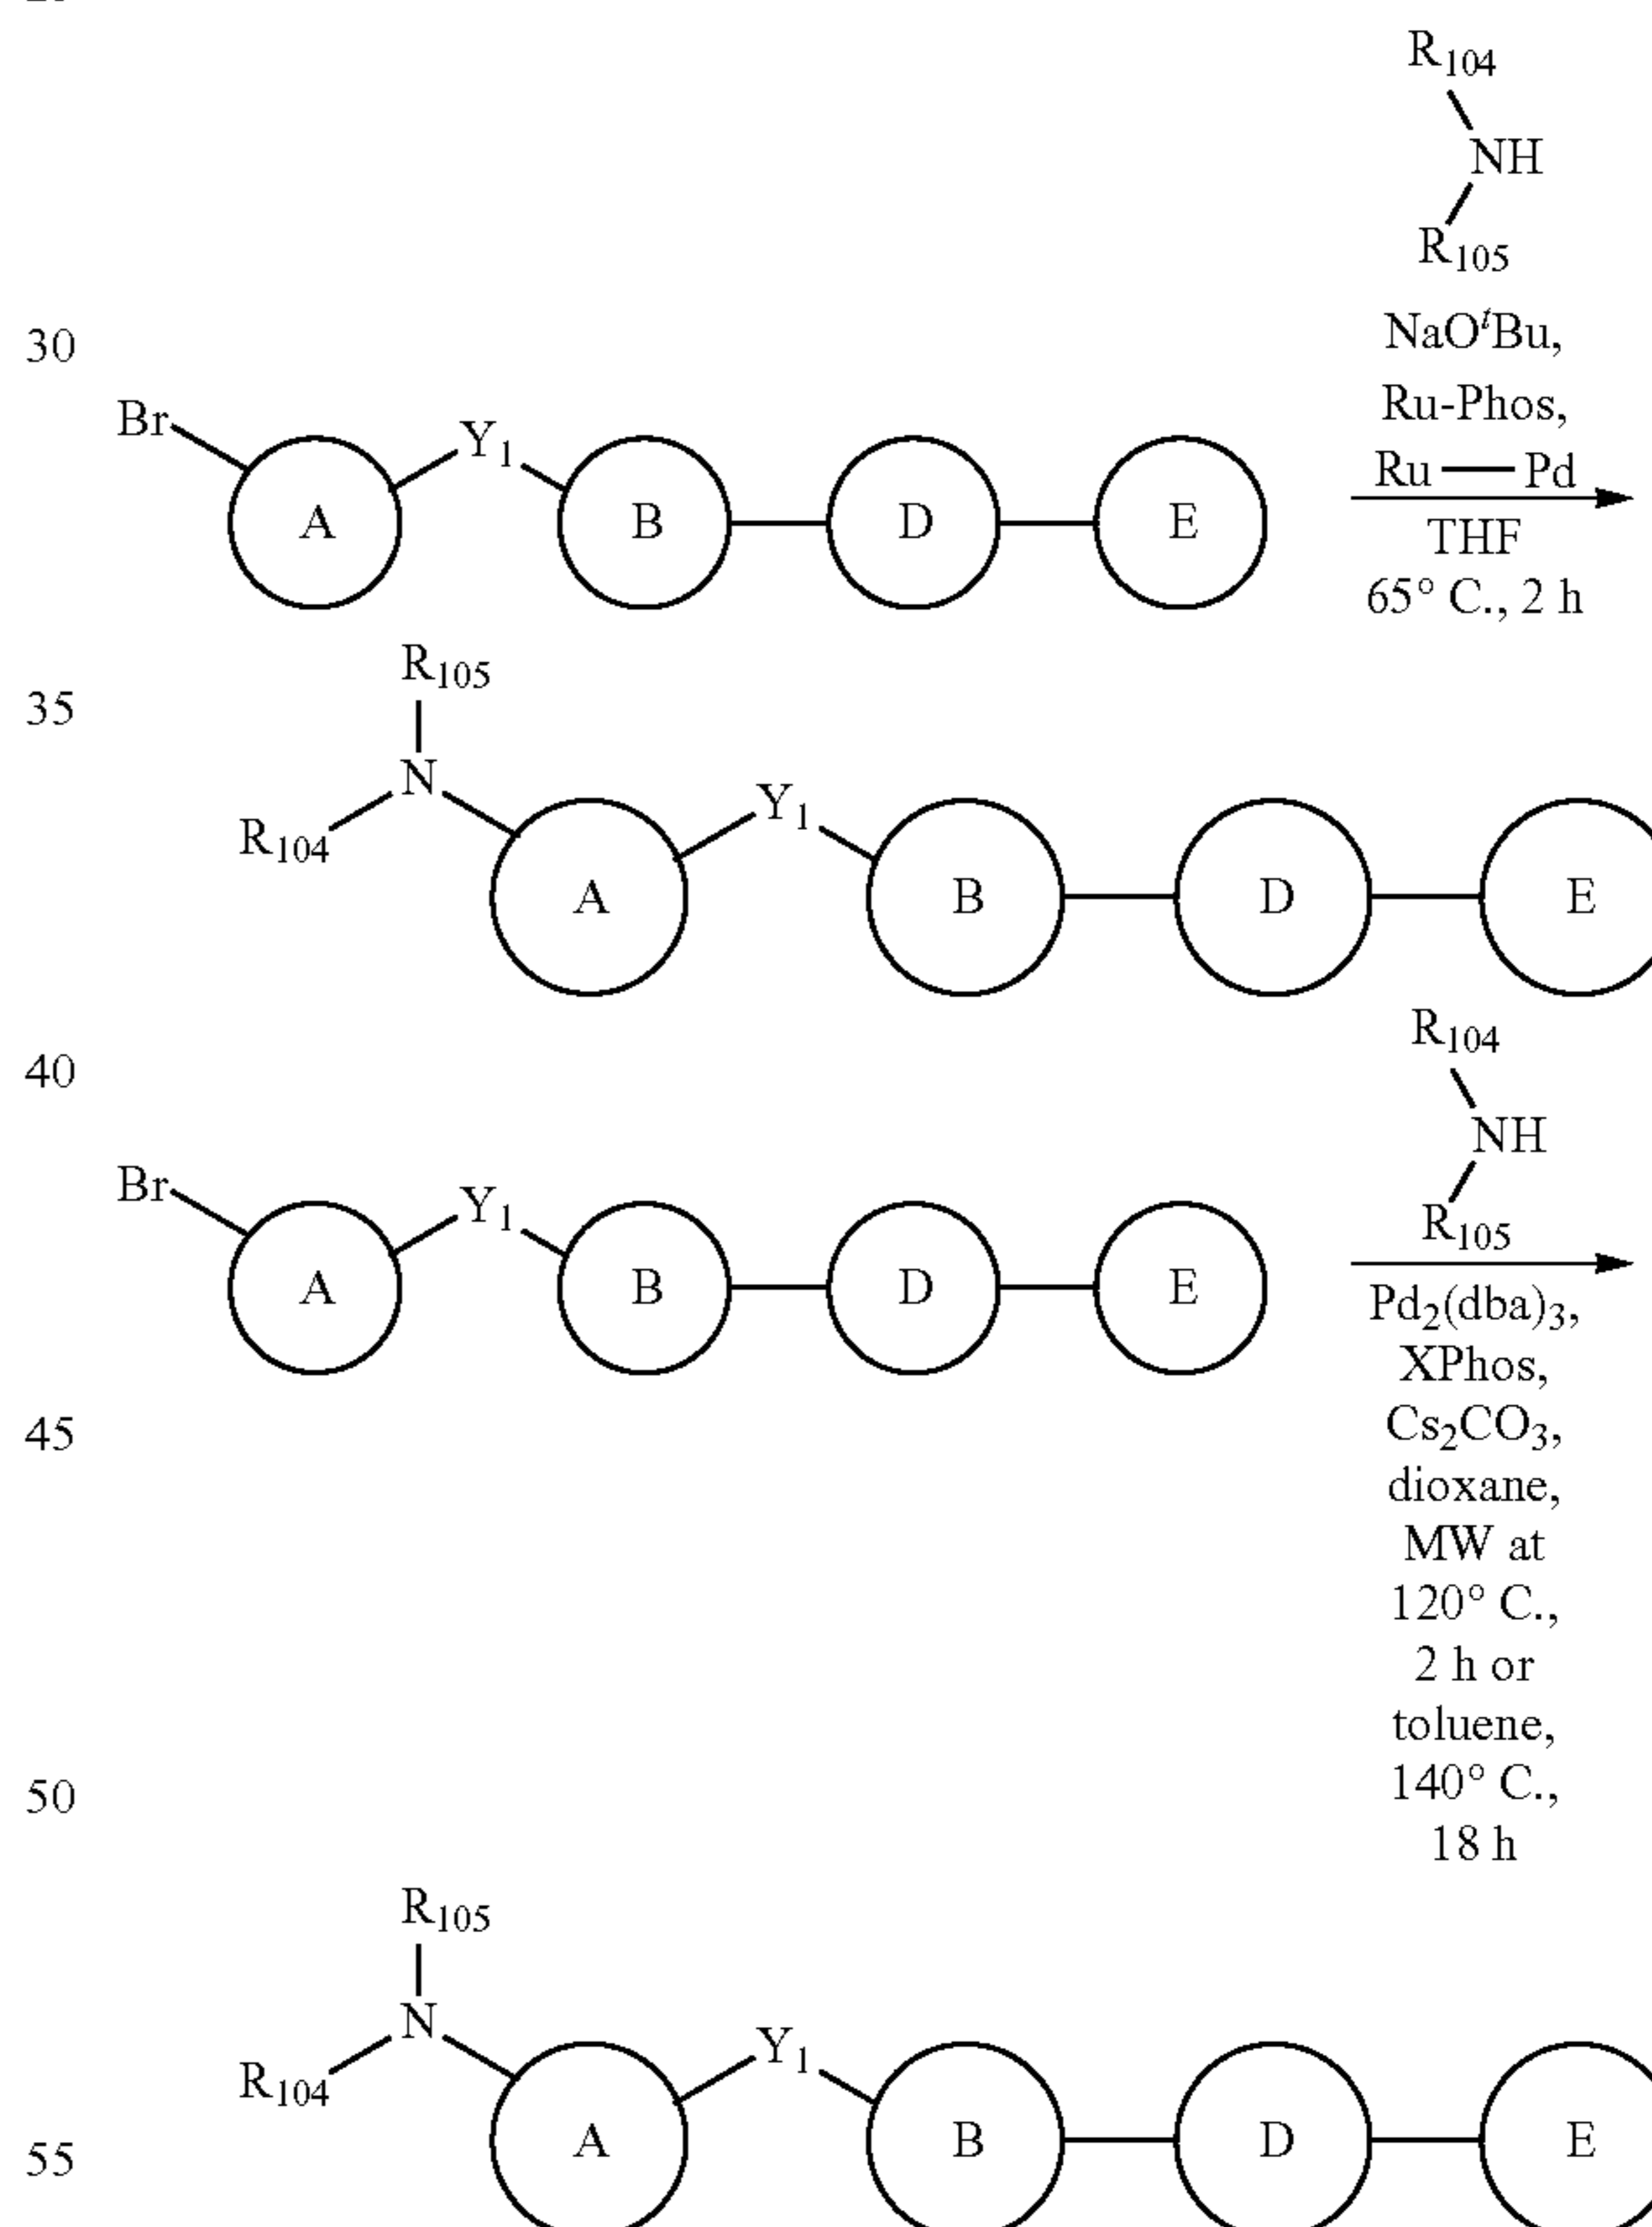 R104
NH
R105
30
NaOtBu,
Ru-Phos,
Ru — Pd
THF
65° C., 2 h
Br
Y1
A
B
D
E
35
R105
N
R104
Y1
A
B
D
E
40
R104
NH
R105
Br
Y1
A
B
D
E
Pd2(dba)3,
XPhos,
Cs2CO3,
dioxane,
MW at
120° C.,
2 h or
toluene,
140° C.,
18 h
45
50
R105
N
R104
Y1
A
B
D
E
55